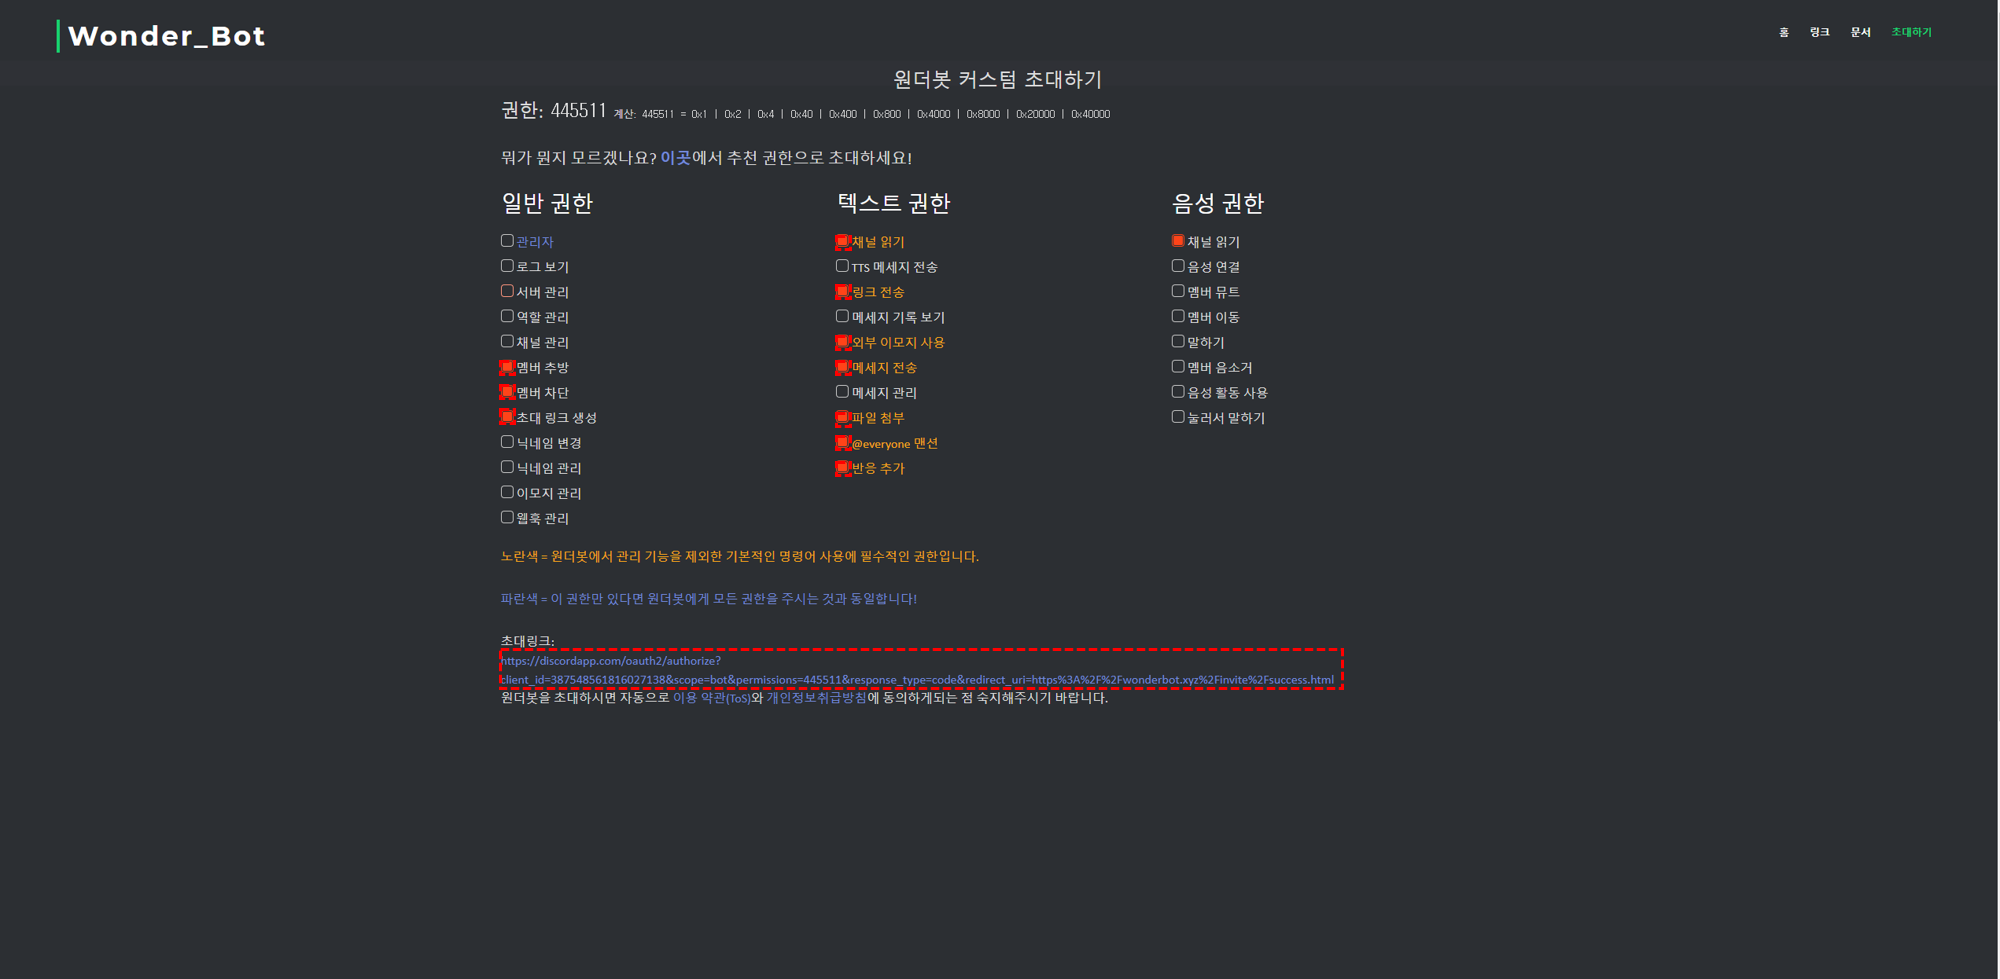 Wonder_Bot
홈 링크 문서 초대하기
원더봇 커스텀 초대하기
권한: 445511 계산: 445511 = 0x1 | 0x2 | 0x4 | 0x40 | 0x400 | 0x800 | 0x4000 | 0x8000 | 0x20000 | 0x40000
뭐가 뭔지 모르겠나요? 이곳에서 추천 권한으로 초대하세요!
일반 권한
관리자
로그 보기
서버 관리
역할 관리
채널 관리
멤버 추방
멤버 차단
초대 링크 생성
닉네임 변경
닉네임 관리
이모지 관리
웹훅 관리
텍스트 권한
채널 읽기
TTS 메세지 전송
링크 전송
메세지 기록 보기
외부 이모지 사용
메세지 전송
메세지 관리
파일 첨부
@everyone 맨션
반응 추가
음성 권한
채널 읽기
음성 연결
멤버 뮤트
멤버 이동
말하기
멤버 음소거
음성 활동 사용
눌러서 말하기
노란색 = 원더봇에서 관리 기능을 제외한 기본적인 명령어 사용에 필수적인 권한입니다.
파란색 = 이 권한만 있다면 원더봇에게 모든 권한을 주시는 것과 동일합니다!
초대링크:
https://discordapp.com/oauth2/authorize?
client_id=387548561816027138&scope=bot&permissions=445511&response_type=code&redirect_uri=https%3A%2F%2Fwonderbot.xyz%2Finvite%2Fsuccess.html
원더봇을 초대하시면 자동으로 이용 약관(ToS)와 개인정보취급방침에 동의하게되는 점 숙지해주시기 바랍니다.